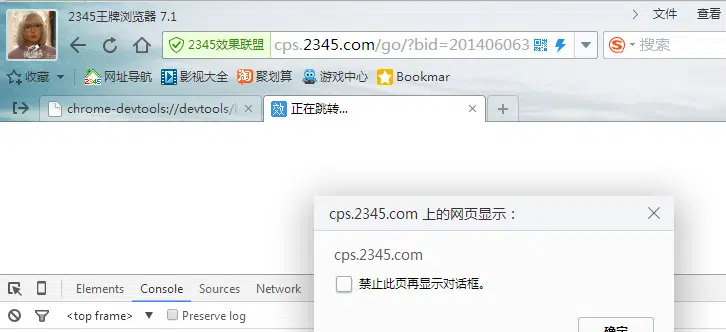 2345王牌浏览器 7.1
文件 查看
2345效果联盟 cps.2345.com/go/?bid=201406063 搜索
收藏 网址导航 影视大全 聚划算 游戏中心 Bookmar
chrome-devtools://devtools/ 正在跳转...
cps.2345.com 上的网页显示：
cps.2345.com
禁止此页再显示对话框。
Elements Console Sources Network
<top frame> Preserve log
确定